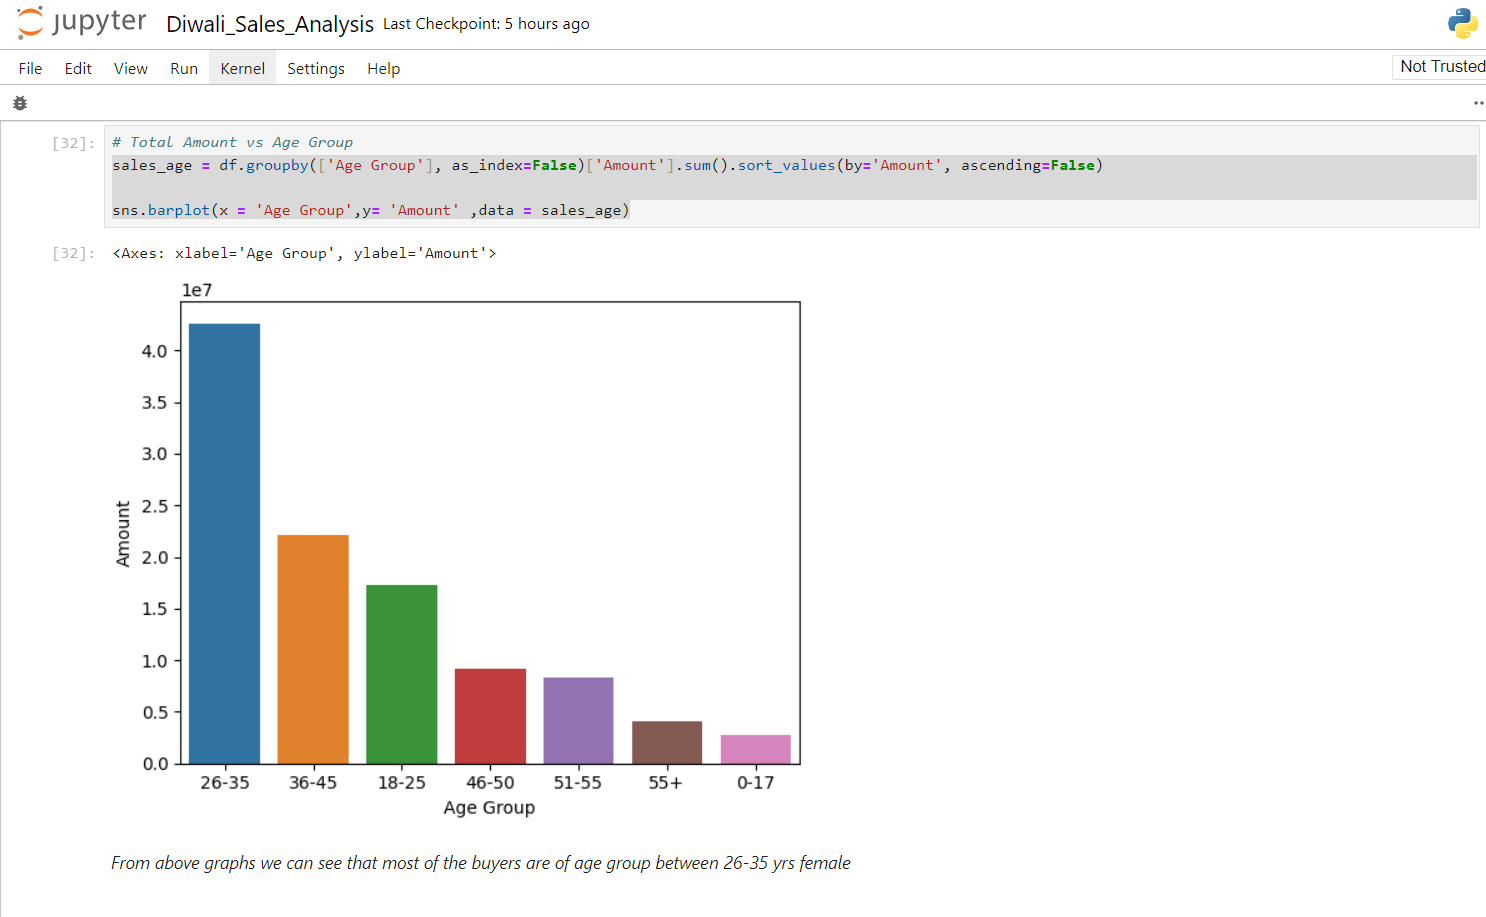 jupyter Diwali_Sales_Analysis Last Checkpoint: 5 hours ago
File Edit View Run Kernel Settings Help
Not Trusted
[32]: # Total Amount vs Age Group
sales_age = df.groupby(['Age Group'], as_index=False)['Amount'].sum().sort_values(by='Amount', ascending=False)
sns.barplot(x = 'Age Group',y= 'Amount' ,data = sales_age)
[32]: <Axes: xlabel='Age Group', ylabel='Amount'>
1e7
4.0
3.5
3.0
2.5
2.0
1.5
1.0
0.5
0.0
Amount
26-35 36-45 18-25 46-50 51-55 55+ 0-17
Age Group
From above graphs we can see that most of the buyers are of age group between 26-35 yrs female